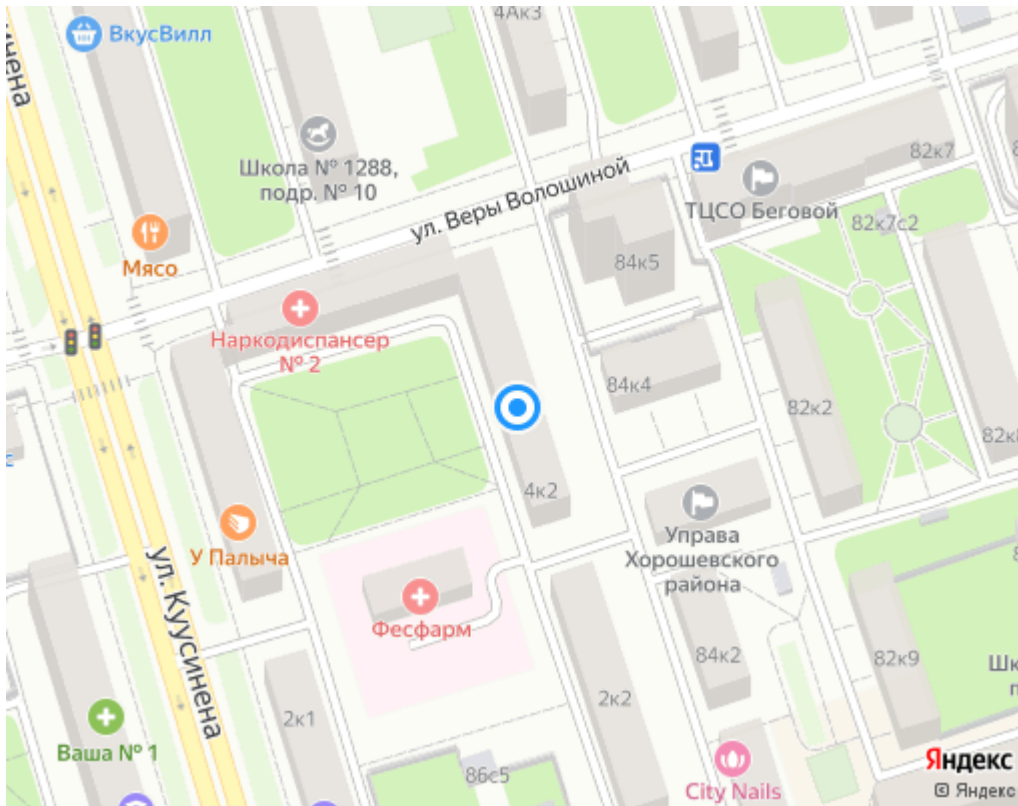 4Ак3
ВкусВилл
Школа № 1288,
подр. № 10
ул. Веры Волошиной
82к7
ТЦСО Беговой
82к7с2
Мясо
84к5
Наркодиспансер
№ 2
84к4
82к2
4к2
У Палыча
Управа
Хорошевского
района
Фесфарм
ул. Куусинена
84к2
82к9
2к2
2к1
Ваша № 1
86с5
City Nails
Яндекс
© Яндекс